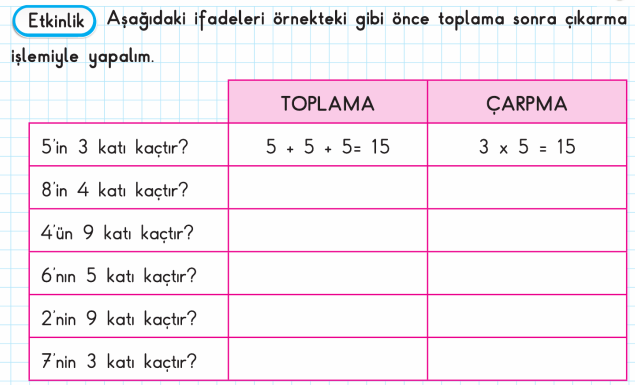 Etkinlik Aşağıdaki ifadeleri örnekteki gibi önce toplama sonra çıkarma
işlemiyle yapalım.
TOPLAMA ÇARPMA
5'in 3 katı kaçtır? 5 + 5 + 5= 15 3 x 5 = 15
8'in 4 katı kaçtır?
4'ün 9 katı kaçtır?
6'nın 5 katı kaçtır?
2'nin 9 katı kaçtır?
7'nin 3 katı kaçtır?